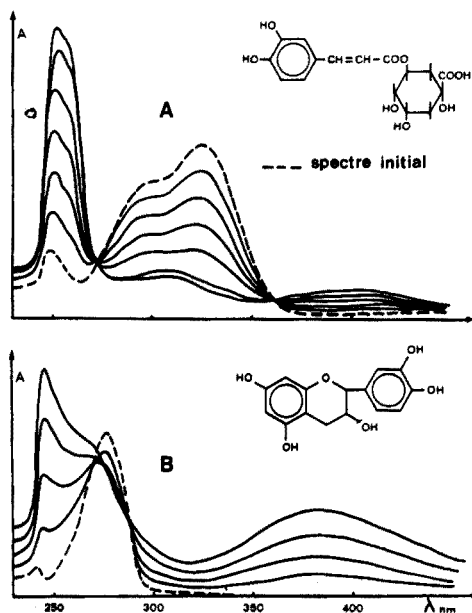 A
HO
HO
CH=CH-COO
COOH
HO
OH
HO
A
--- spectre initial
A
B
HO
O
OH
OH
OH
OH
250 300 350 400 λ nm